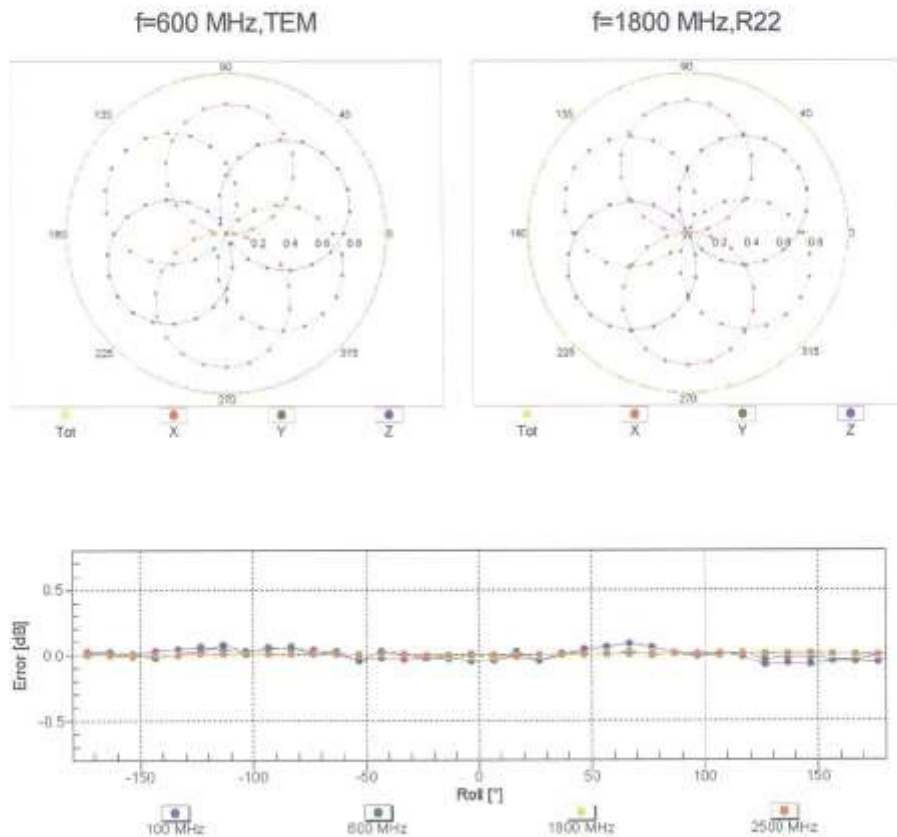 f=600 MHz,TEM
f=1800 MHz,R22
90
135
45
180
0.2 0.4 0.6 0.8
0
225
315
270
Tot X Y Z
90
135
45
180
0.2 0.4 0.6 0.8
0
225
315
270
Tot X Y Z
Error [dB]
0.5
0.0
-0.5
-150 -100 -50 0 50 100 150
Roll [°]
100 MHz 600 MHz 1800 MHz 2500 MHz